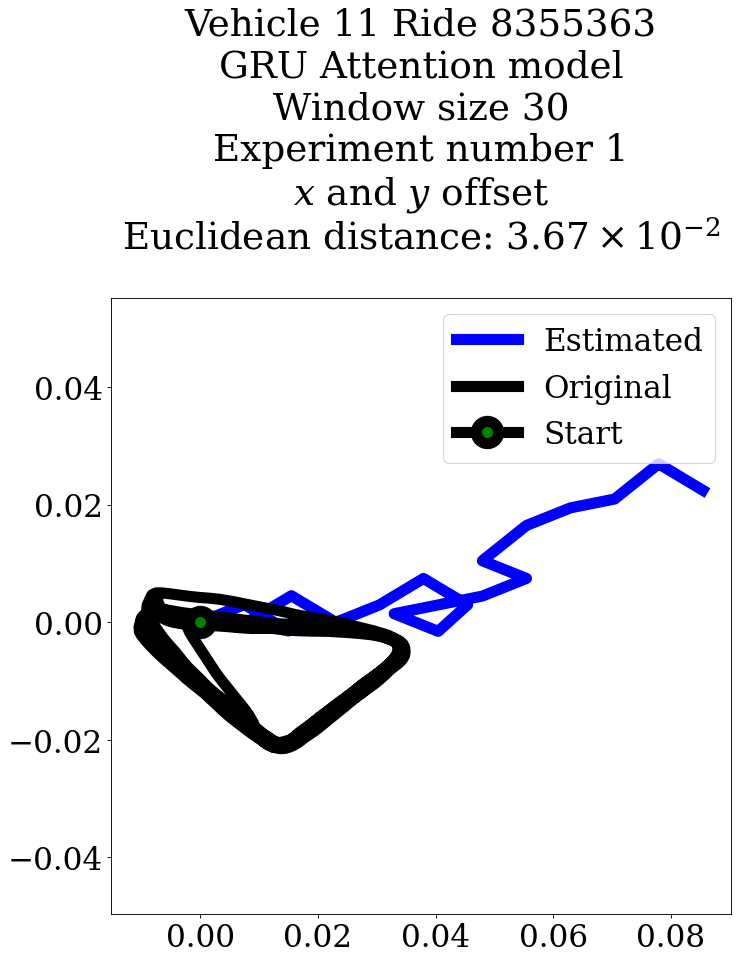 Vehicle 11 Ride 8355363
GRU Attention model
Window size 30
Experiment number 1
x and y offset
Euclidean distance: 3.67 × 10⁻²
Estimated
Original
Start
0.04
0.02
0.00
−0.02
−0.04
0.00 0.02 0.04 0.06 0.08